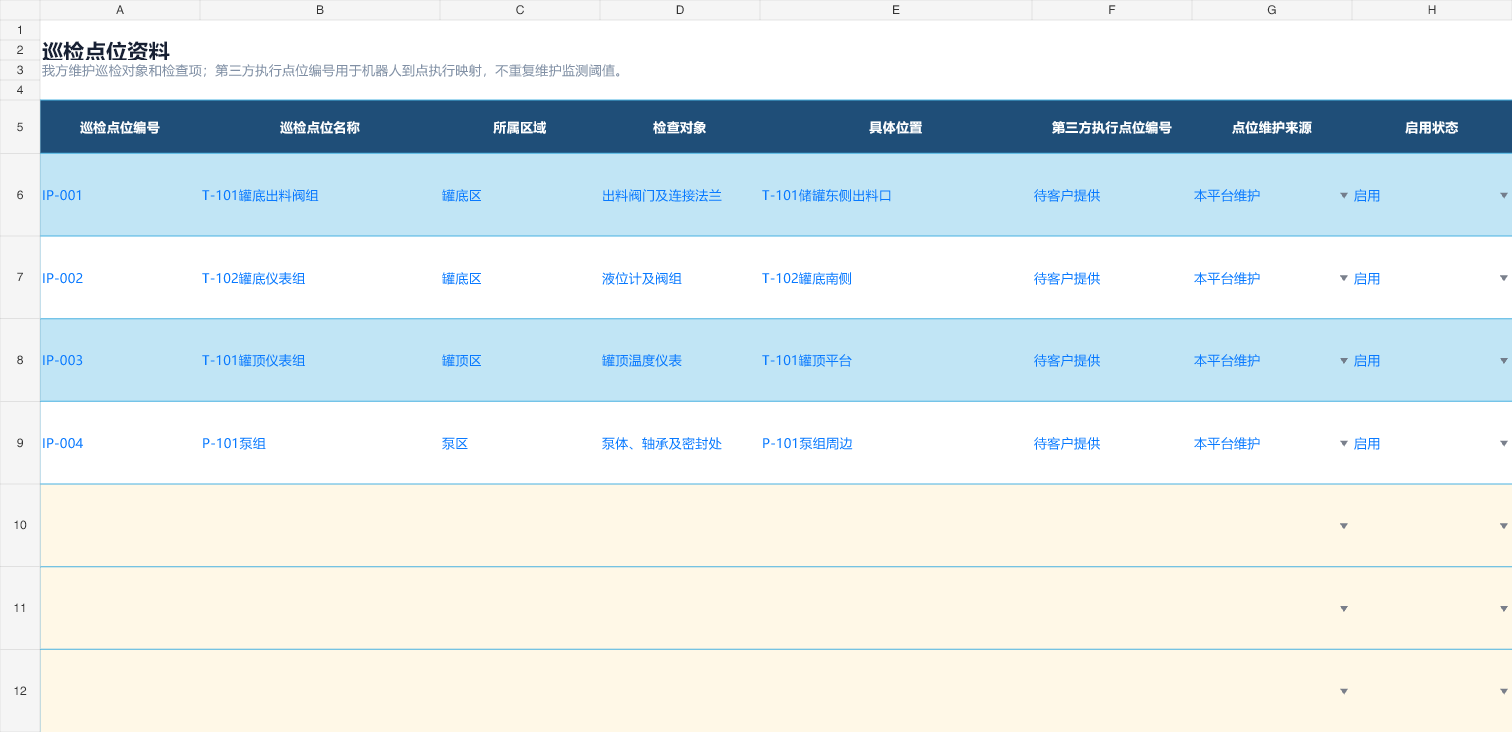 A B C D E F G H
1
2 巡检点位资料
3 我方维护巡检对象和检查项；第三方执行点位编号用于机器人到点执行映射，不重复维护监测阈值。
4
5 巡检点位编号 巡检点位名称 所属区域 检查对象 具体位置 第三方执行点位编号 点位维护来源 启用状态
6 IP-001 T-101罐底出料阀组 罐底区 出料阀门及连接法兰 T-101储罐东侧出料口 待客户提供 本平台维护 启用
7 IP-002 T-102罐底仪表组 罐底区 液位计及阀组 T-102罐底南侧 待客户提供 本平台维护 启用
8 IP-003 T-101罐顶仪表组 罐顶区 罐顶温度仪表 T-101罐顶平台 待客户提供 本平台维护 启用
9 IP-004 P-101泵组 泵区 泵体、轴承及密封处 P-101泵组周边 待客户提供 本平台维护 启用
10
11
12